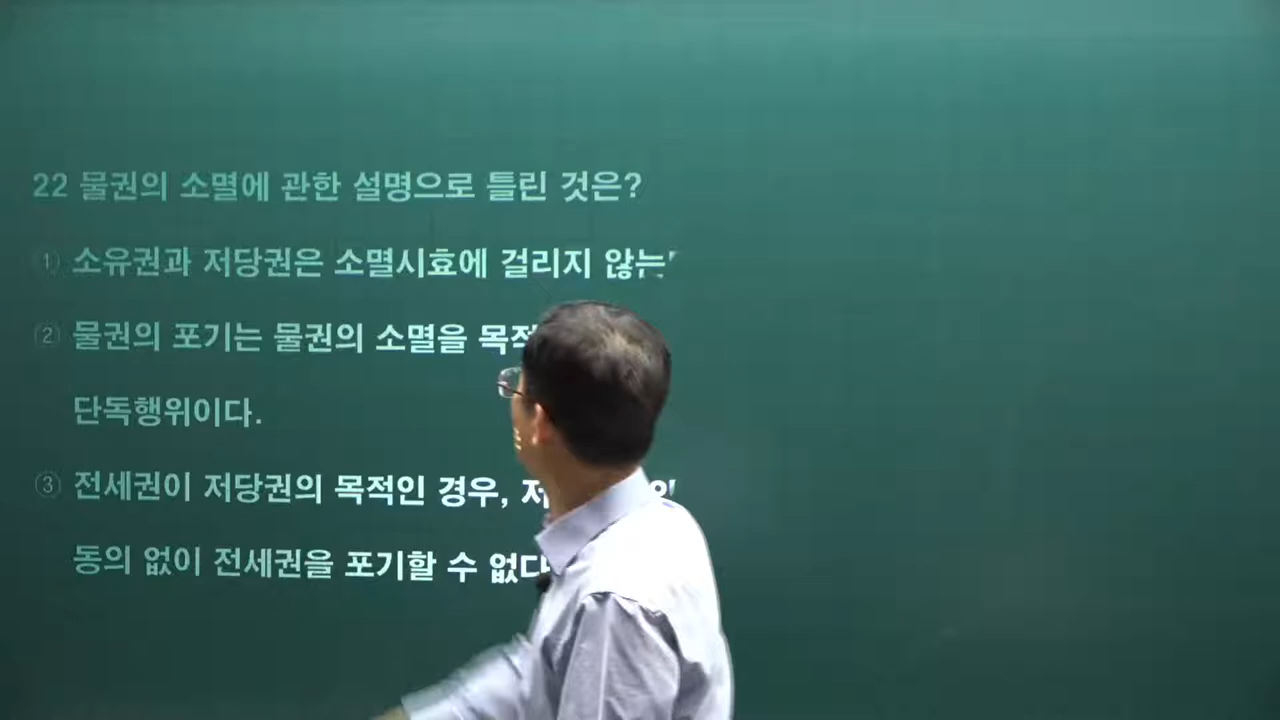 22 물권의 소멸에 관한 설명으로 틀린 것은?
① 소유권과 저당권은 소멸시효에 걸리지 않는
② 물권의 포기는 물권의 소멸을
단독행위이다.
③ 전세권이 저당권의 목적인 경우,
동의 없이 전세권을 포기할 수 없다